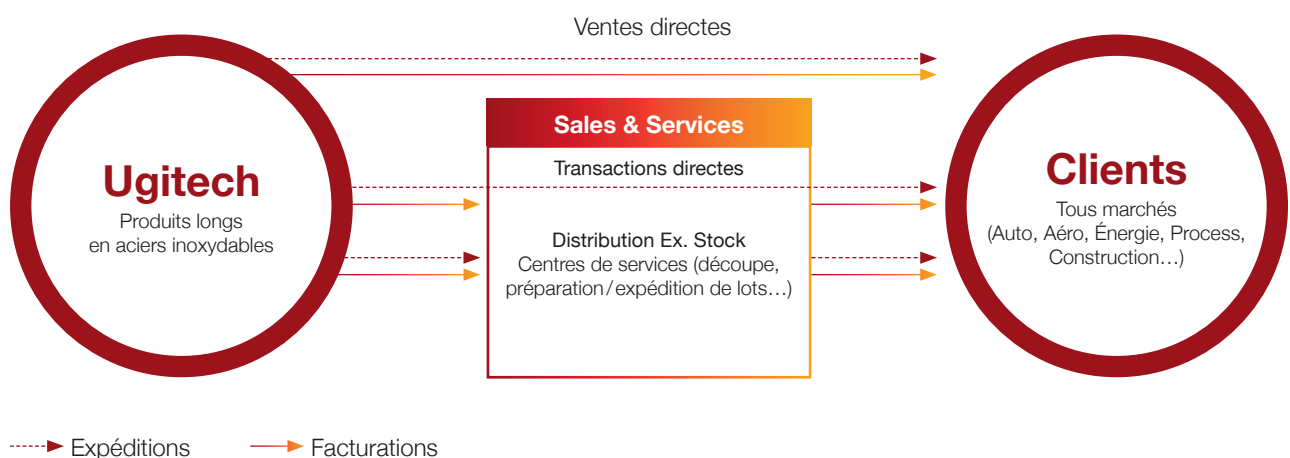 Ventes directes
Sales & Services
Ugitech
Produits longs
en aciers inoxydables
Transactions directes
Distribution Ex. Stock
Centres de services (découpe,
préparation/expédition de lots…)
Clients
Tous marchés
(Auto, Aéro, Énergie, Process,
Construction…)
Expéditions
Facturations